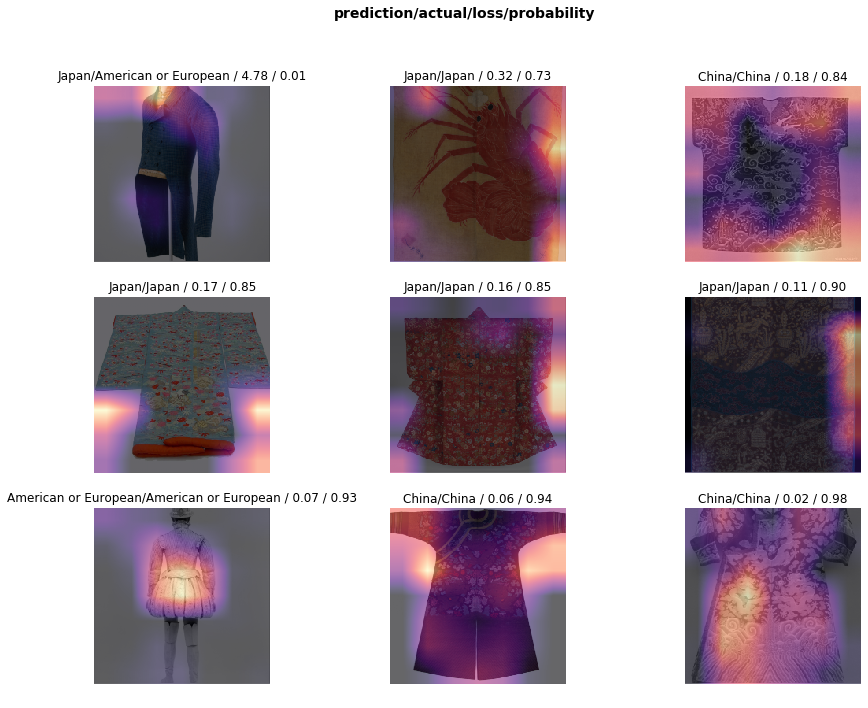 prediction/actual/loss/probability
Japan/American or European / 4.78 / 0.01
Japan/Japan / 0.32 / 0.73
China/China / 0.18 / 0.84
Japan/Japan / 0.17 / 0.85
Japan/Japan / 0.16 / 0.85
Japan/Japan / 0.11 / 0.90
American or European/American or European / 0.07 / 0.93
China/China / 0.06 / 0.94
China/China / 0.02 / 0.98